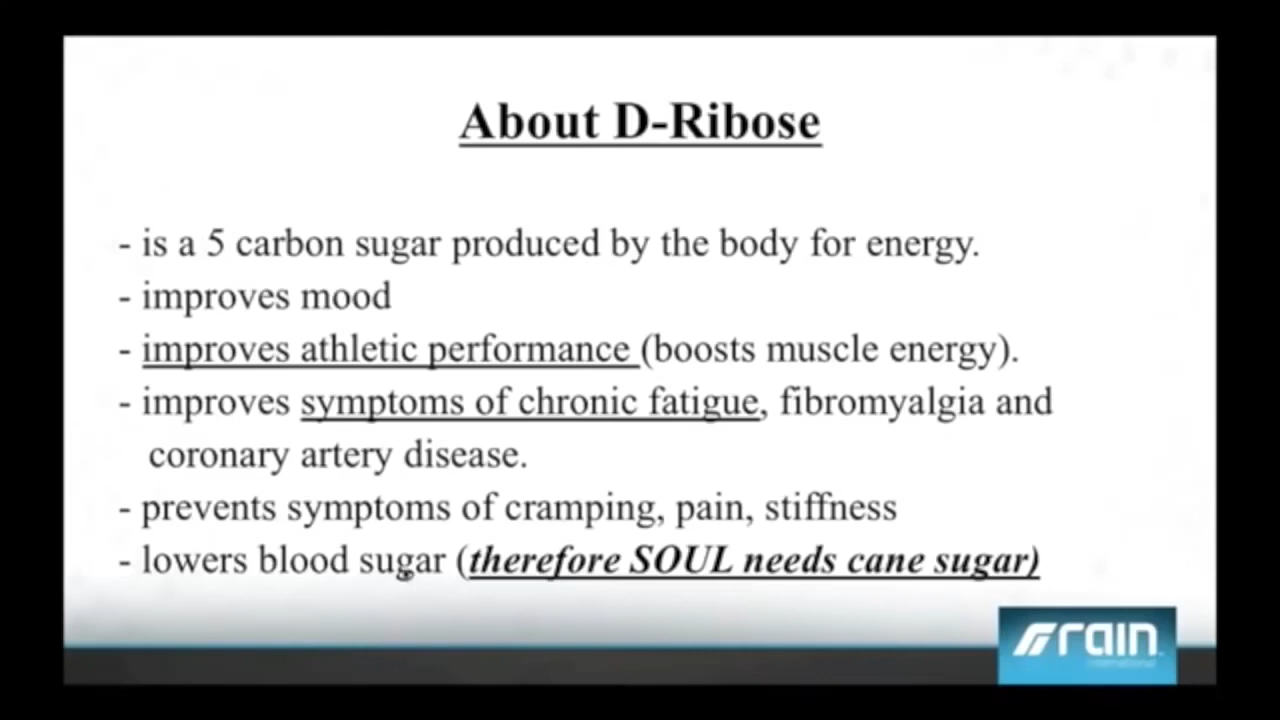 About D-Ribose
- is a 5 carbon sugar produced by the body for energy.
- improves mood
- improves athletic performance (boosts muscle energy).
- improves symptoms of chronic fatigue, fibromyalgia and
coronary artery disease.
- prevents symptoms of cramping, pain, stiffness
- lowers blood sugar (therefore SOUL needs cane sugar)
rain
international